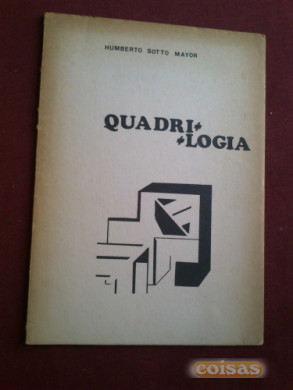 HUMBERTO SOTTO MAYOR
QUADRI
LOGIA
coisas